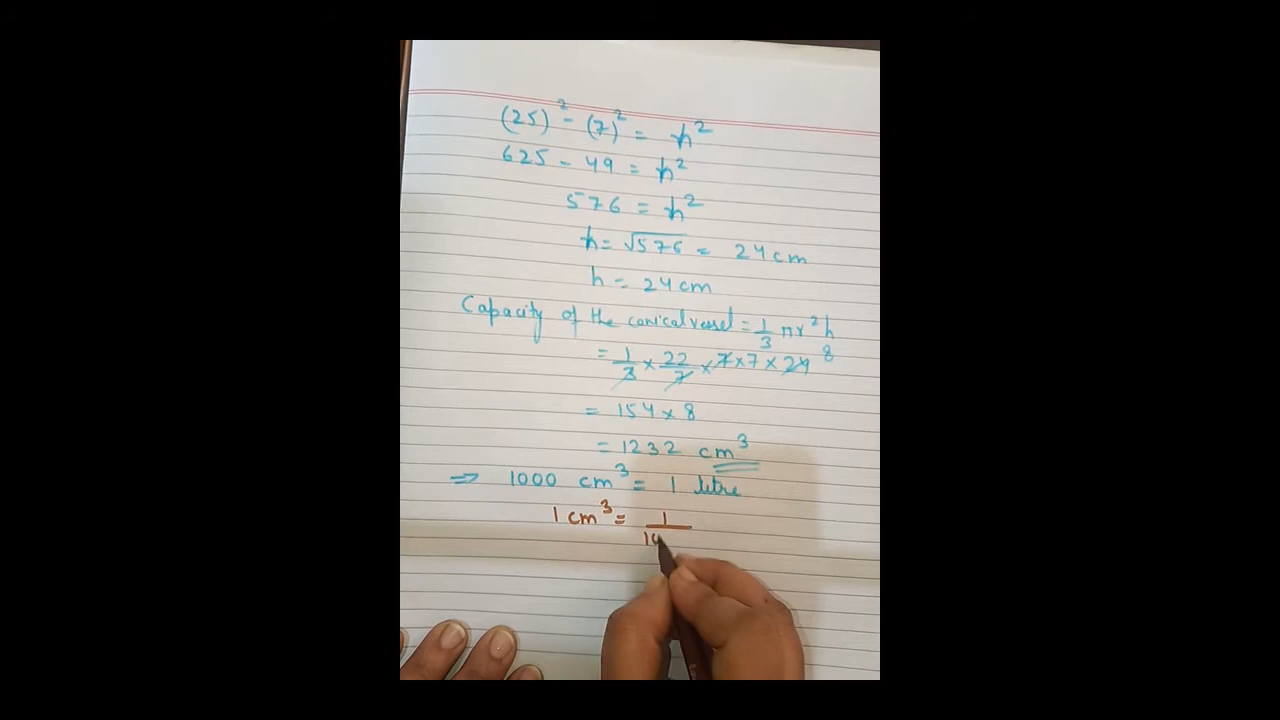 (25)² - (7)² = h²
625 - 49 = h²
576 = h²
h = √576 = 24 cm
h = 24 cm
Capacity of the conical vessel = 1/3 πr²h
= 1/3 × 22/7 × 7 × 7 × 24 8
= 154 × 8
= 1232 cm³
⇒ 1000 cm³ = 1 litre
1 cm³ = 1/10